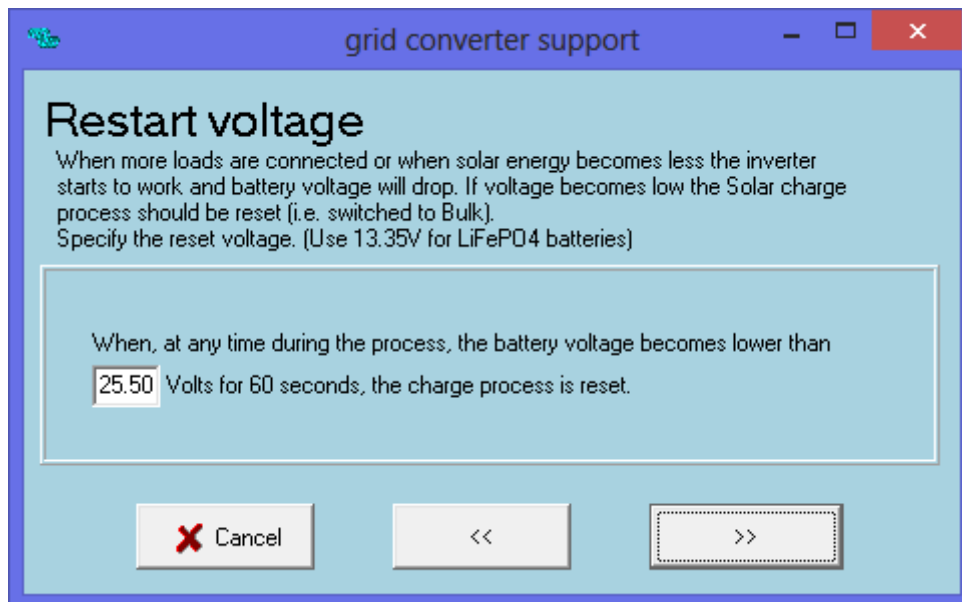 grid converter support
Restart voltage
When more loads are connected or when solar energy becomes less the inverter
starts to work and battery voltage will drop. If voltage becomes low the Solar charge
process should be reset (i.e. switched to Bulk).
Specify the reset voltage. (Use 13.35V for LiFePO4 batteries)
When, at any time during the process, the battery voltage becomes lower than
25.50 Volts for 60 seconds, the charge process is reset.
Cancel << >>